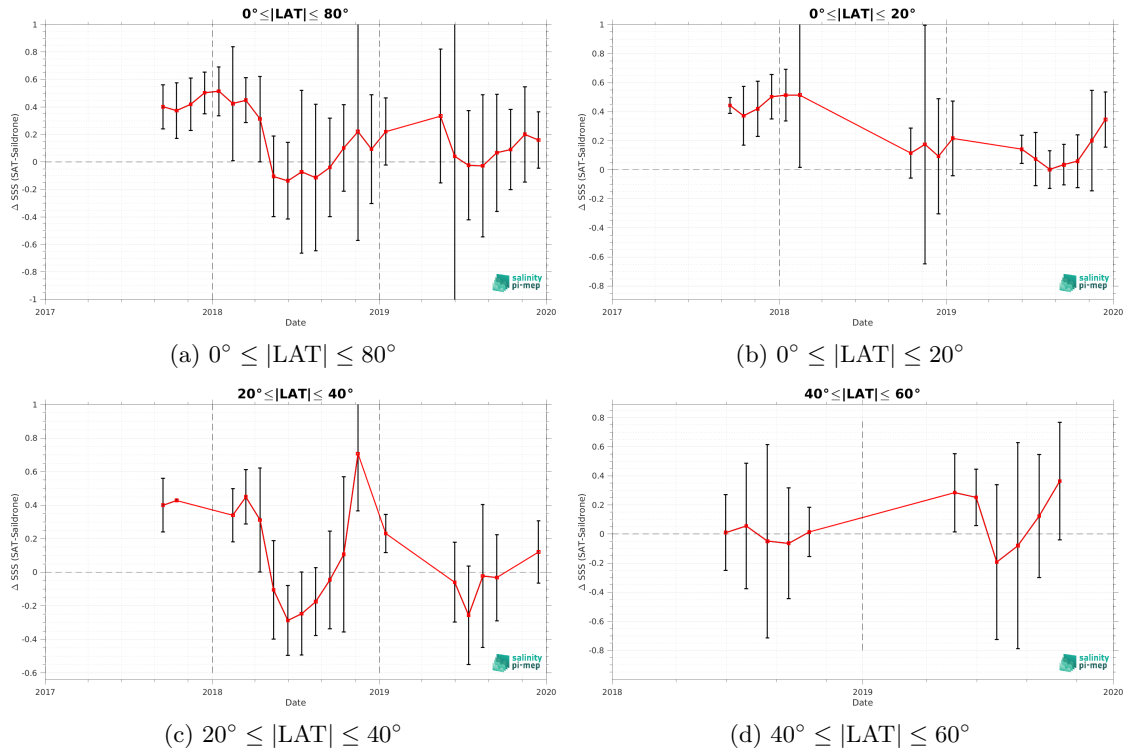 0°≤|LAT|≤ 80°
1
0.8
0.6
0.4
0.2
0
0.2
0.4
0.6
0.8
1
Δ SSS (SAT-Saildrone)
2017
2018
2019
2020
Date
salinity
pi-mep
(a) 0° ≤ |LAT| ≤ 80°
0°≤|LAT|≤ 20°
1
0.8
0.6
0.4
0.2
0
0.2
0.4
0.6
0.8
Δ SSS (SAT-Saildrone)
2017
2018
2019
2020
Date
salinity
pi-mep
(b) 0° ≤ |LAT| ≤ 20°
20°≤|LAT|≤ 40°
1
0.8
0.6
0.4
0.2
0
0.2
0.4
0.6
Δ SSS (SAT-Saildrone)
2017
2018
2019
2020
Date
salinity
pi-mep
(c) 20° ≤ |LAT| ≤ 40°
40°≤|LAT|≤ 60°
0.8
0.6
0.4
0.2
0
0.2
0.4
0.6
0.8
Δ SSS (SAT-Saildrone)
2018
2019
2020
Date
salinity
pi-mep
(d) 40° ≤ |LAT| ≤ 60°